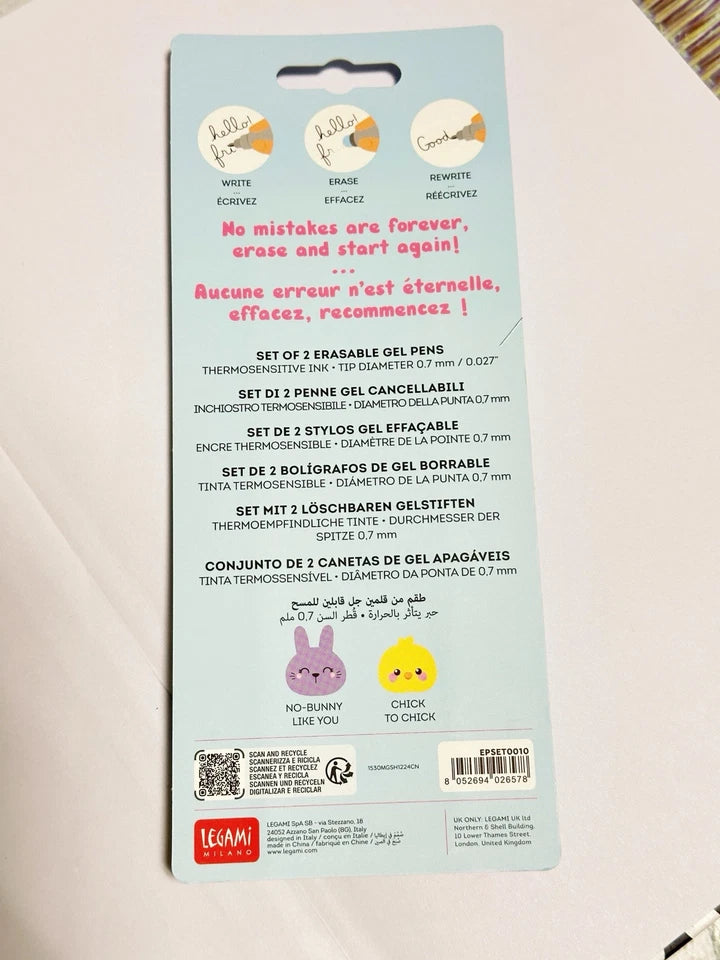 hello!
fri
hello!
fr
Good
WRITE
...
ÉCRIVEZ
ERASE
...
EFFACEZ
REWRITE
...
RÉÉCRIVEZ
No mistakes are forever,
erase and start again!
...
Aucune erreur n'est éternelle,
effacez, recommencez !
SET OF 2 ERASABLE GEL PENS
THERMOSENSITIVE INK • TIP DIAMETER 0.7 mm / 0.027"
SET DI 2 PENNE GEL CANCELLABILI
INCHIOSTRO TERMOSENSIBILE • DIAMETRO DELLA PUNTA 0,7 mm
SET DE 2 STYLOS GEL EFFAÇABLE
ENCRE THERMOSENSIBLE • DIAMÈTRE DE LA POINTE 0.7 mm
SET DE 2 BOLÍGRAFOS DE GEL BORRABLE
TINTA TERMOSENSIBLE • DIÁMETRO DE LA PUNTA 0,7 mm
SET MIT 2 LÖSCHBAREN GELSTIFTEN
THERMOEMPFINDLICHE TINTE • DURCHMESSER DER
SPITZE 0,7 mm
CONJUNTO DE 2 CANETAS DE GEL APAGÁVEIS
TINTA TERMOSSENSÍVEL • DIÂMETRO DA PONTA DE 0,7 mm
طقم من قلمين جل قابلين للمسح
حبر يتأثر بالحرارة • قُطر السن 0,7 ملم
NO-BUNNY
LIKE YOU
CHICK
TO CHICK
SCAN AND RECYCLE
SCANNERIZZA E RICICLA
SCANNEZ ET RECYCLEZ
ESCANEA Y RECICLA
SCANNEN UND RECYCELN
DIGITALIZAR E RECICLAR
1530MGSH1224CN
EPSET0010
8 052694 026578
LEGAMI
MILANO
LEGAMI SpA SB - via Stezzano, 18
24052 Azzano San Paolo (BG), Italy
designed in Italy / conçu en Italie / صُمّم في إيطاليا
made in China / fabriqué en Chine / صُنع في الصين
www.legami.com
UK ONLY: LEGAMI UK ltd
Northern & Shell Building,
10 Lower Thames Street,
London, United Kingdom